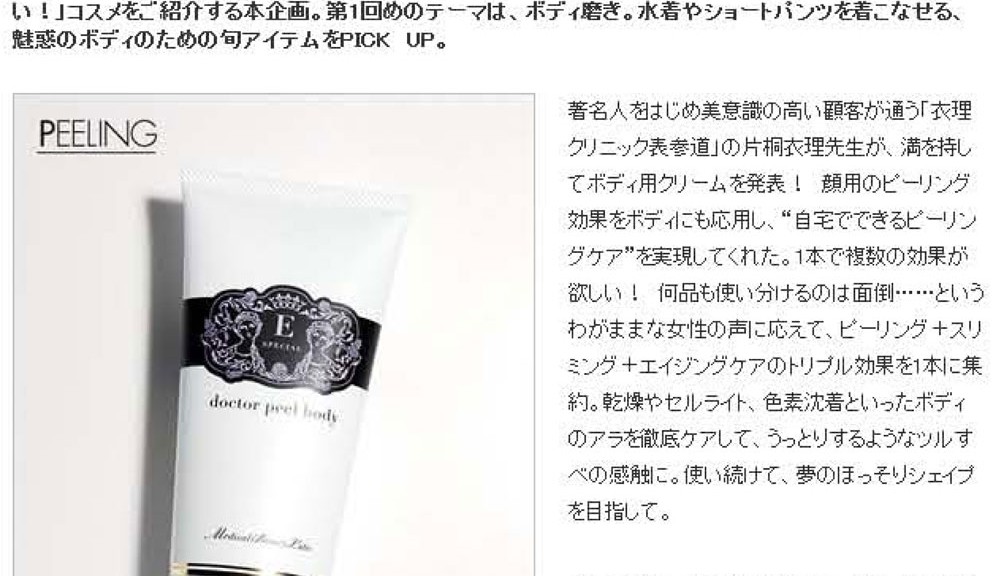 い！」コスメをご紹介する本企画。第1回めのテーマは、ボディ磨き。水着やショートパンツを着こなせる、
魅惑のボディのための旬アイテムをPICK UP。
PEELING
E
SPECIAL
doctor peel body
著名人をはじめ美意識の高い顧客が通う「衣理
クリニック表参道」の片桐衣理先生が、満を持し
てボディ用クリームを発表！ 顔用のピーリング
効果をボディにも応用し、“自宅でできるピーリン
グケア”を実現してくれた。1本で複数の効果が
欲しい！ 何品も使い分けるのは面倒……という
わがままな女性の声に応えて、ピーリング＋スリ
ミング＋エイジングケアのトリプル効果を1本に集
約。乾燥やセルライト、色素沈着といったボディ
のアラを徹底ケアして、うっとりするようなツルす
べの感触に。使い続けて、夢のほっそりシェイプ
を目指して。